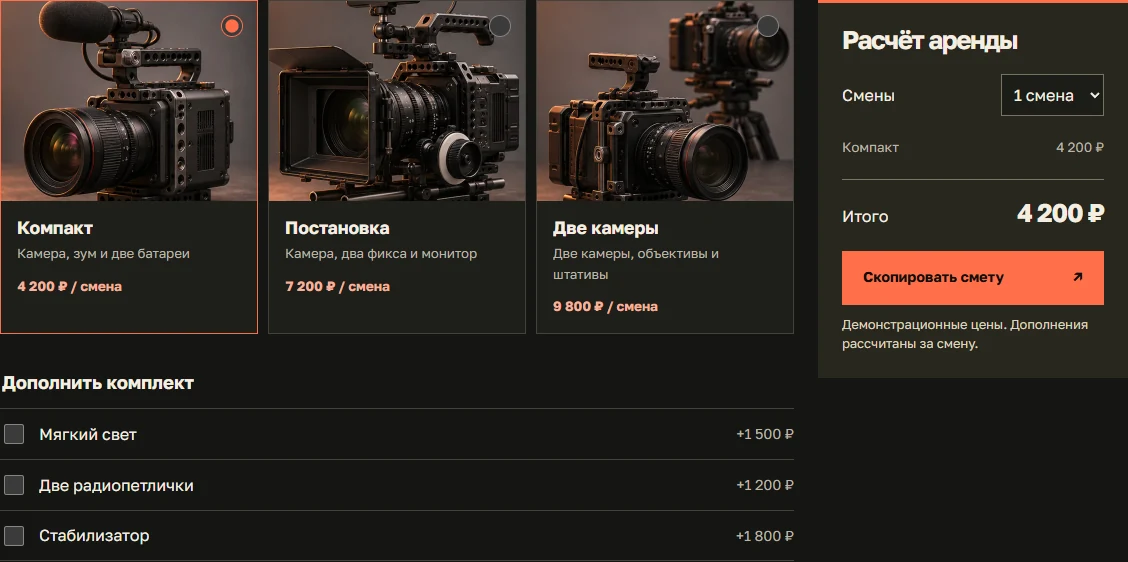 Компакт
Камера, зум и две батареи
4 200 ₽ / смена
Постановка
Камера, два фикса и монитор
7 200 ₽ / смена
Две камеры
Две камеры, объективы и
штативы
9 800 ₽ / смена
Дополнить комплект
Мягкий свет +1 500 ₽
Две радиопетлички +1 200 ₽
Стабилизатор +1 800 ₽
Расчёт аренды
Смены 1 смена
Компакт 4 200 ₽
Итого 4 200 ₽
Скопировать смету ↗
Демонстрационные цены. Дополнения
рассчитаны за смену.